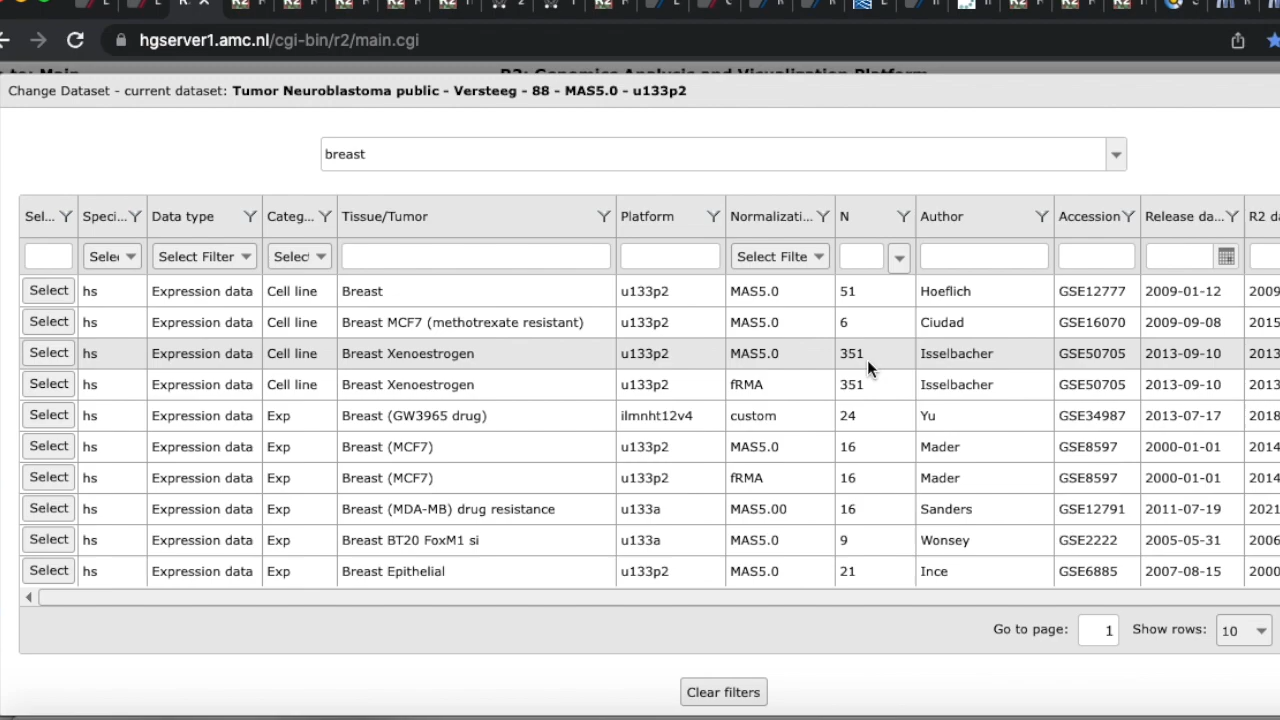 hgserver1.amc.nl/cgi-bin/r2/main.cgi
R2: Genomics Analysis and Visualization Platform
Change Dataset - current dataset: Tumor Neuroblastoma public - Versteeg - 88 - MAS5.0 - u133p2
breast
Sel... Speci... Data type Categ... Tissue/Tumor Platform Normalizati... N Author Accession Release da... R2 da
Sele Select Filter Select Select Filte
Select hs Expression data Cell line Breast u133p2 MAS5.0 51 Hoeflich GSE12777 2009-01-12 2009
Select hs Expression data Cell line Breast MCF7 (methotrexate resistant) u133p2 MAS5.0 6 Ciudad GSE16070 2009-09-08 2015
Select hs Expression data Cell line Breast Xenoestrogen u133p2 MAS5.0 351 Isselbacher GSE50705 2013-09-10 2013
Select hs Expression data Cell line Breast Xenoestrogen u133p2 fRMA 351 Isselbacher GSE50705 2013-09-10 2013
Select hs Expression data Exp Breast (GW3965 drug) ilmnht12v4 custom 24 Yu GSE34987 2013-07-17 2018
Select hs Expression data Exp Breast (MCF7) u133p2 MAS5.0 16 Mader GSE8597 2000-01-01 2014
Select hs Expression data Exp Breast (MCF7) u133p2 fRMA 16 Mader GSE8597 2000-01-01 2014
Select hs Expression data Exp Breast (MDA-MB) drug resistance u133a MAS5.00 16 Sanders GSE12791 2011-07-19 2021
Select hs Expression data Exp Breast BT20 FoxM1 si u133a MAS5.0 9 Wonsey GSE2222 2005-05-31 2006
Select hs Expression data Exp Breast Epithelial u133p2 MAS5.0 21 Ince GSE6885 2007-08-15 2000
Go to page: 1 Show rows: 10
Clear filters